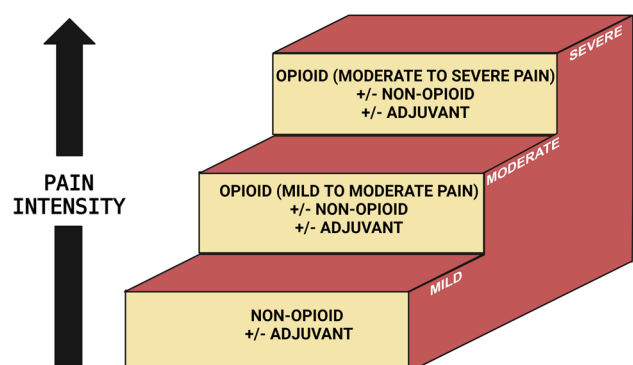 SEVERE
OPIOID (MODERATE TO SEVERE PAIN)
+/- NON-OPIOID
+/- ADJUVANT
MODERATE
PAIN
INTENSITY
OPIOID (MILD TO MODERATE PAIN)
+/- NON-OPIOID
+/- ADJUVANT
MILD
NON-OPIOID
+/- ADJUVANT